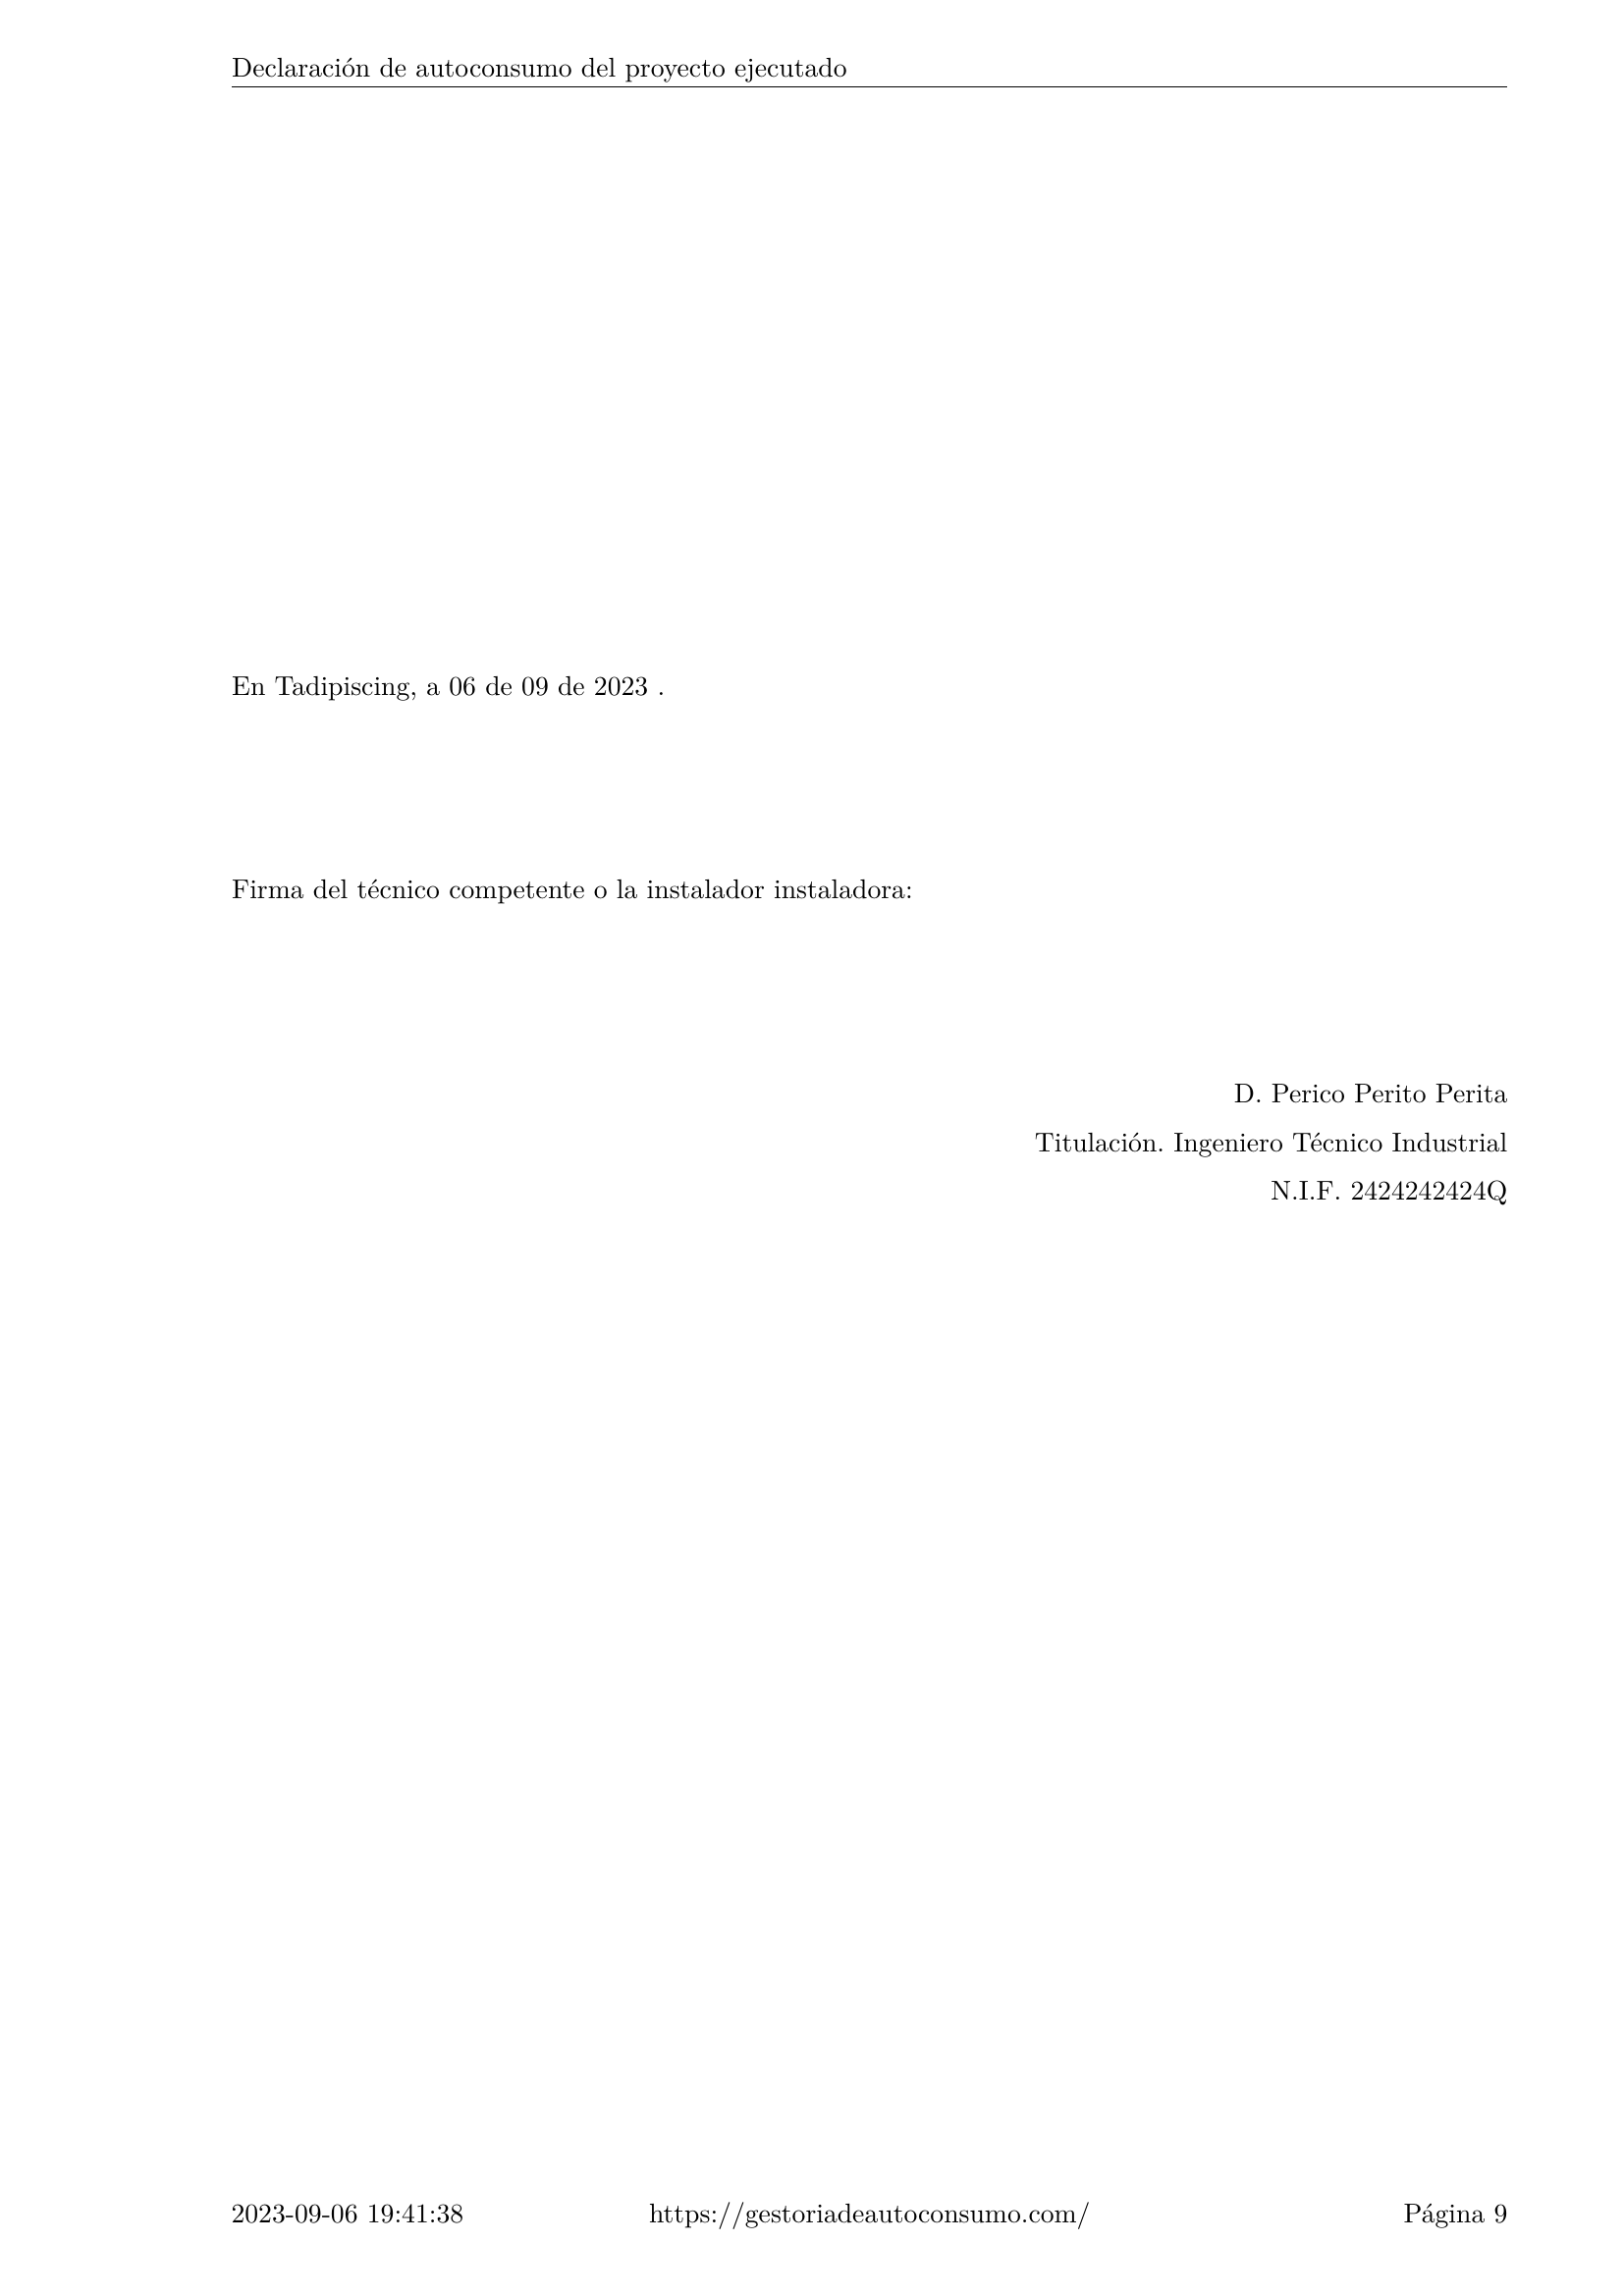 Declaración de autoconsumo del proyecto ejecutado
En Tadipiscing, a 06 de 09 de 2023 .
Firma del técnico competente o la instalador instaladora:
D. Perico Perito Perita
Titulación. Ingeniero Técnico Industrial
N.I.F. 2424242424Q
2023-09-06 19:41:38 https://gestoriadeautoconsumo.com/ Página 9